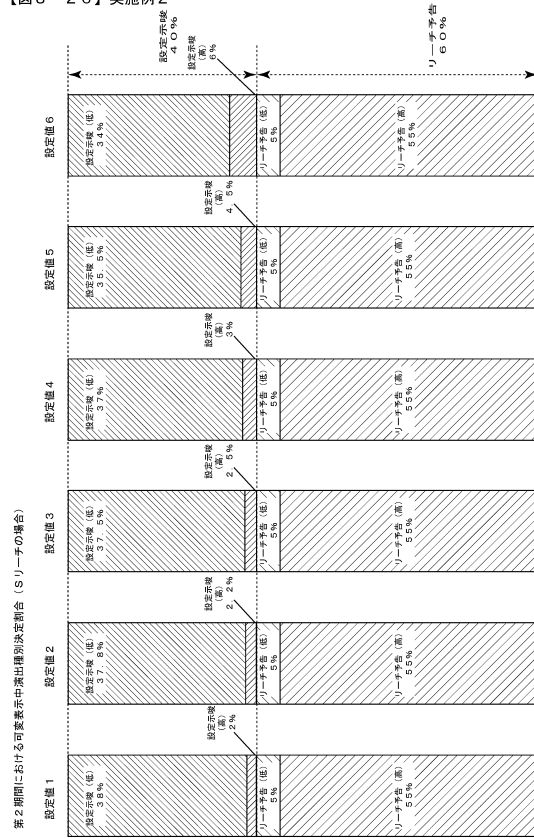 【図８－２６】実施例２
第２期間における可変表示中演出種別決定割合（Ｓリーチの場合）
設定値１
設定示唆（低）
３８％
設定示唆
（高）
２％
リーチ予告（低）
５％
リーチ予告（高）
５５％
設定値２
設定示唆（低）
３７．８％
設定示唆
（高）
２．２％
リーチ予告（低）
５％
リーチ予告（高）
５５％
設定値３
設定示唆（低）
３７．５％
設定示唆
（高）
２．５％
リーチ予告（低）
５％
リーチ予告（高）
５５％
設定値４
設定示唆（低）
３７％
設定示唆
（高）
３％
リーチ予告（低）
５％
リーチ予告（高）
５５％
設定値５
設定示唆（低）
３５．５％
設定示唆
（高）
４．５％
リーチ予告（低）
５％
リーチ予告（高）
５５％
設定値６
設定示唆（低）
３４％
設定示唆
（高）
６％
リーチ予告（低）
５％
リーチ予告（高）
５５％
設定示唆
４０％
リーチ予告
６０％